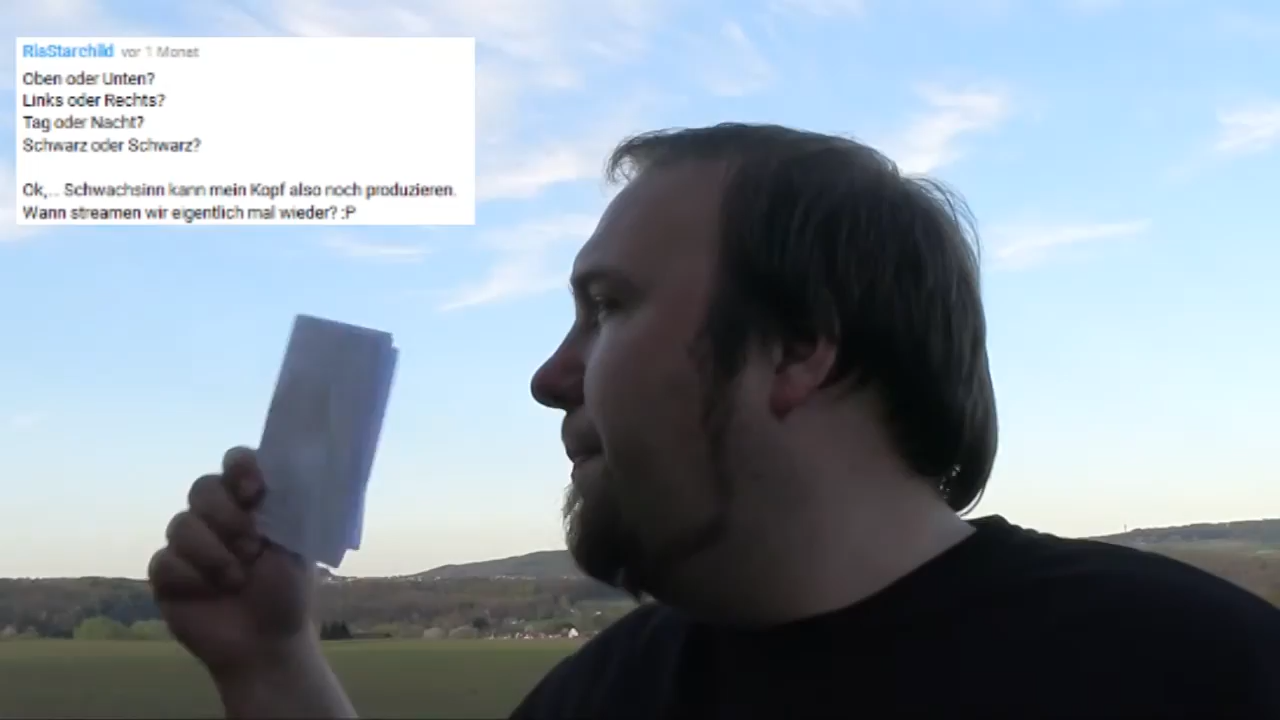 RiaStarchild vor 1 Monat
Oben oder Unten?
Links oder Rechts?
Tag oder Nacht?
Schwarz oder Schwarz?
Ok,... Schwachsinn kann mein Kopf also noch produzieren.
Wann streamen wir eigentlich mal wieder? :P